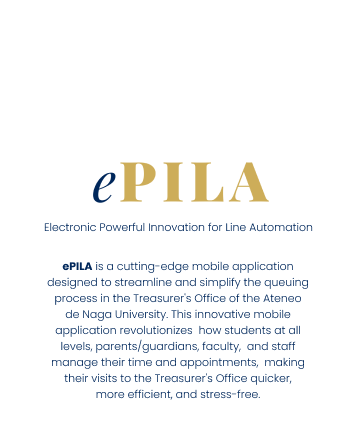 ePILA
Electronic Powerful Innovation for Line Automation
ePILA is a cutting-edge mobile application
designed to streamline and simplify the queuing
process in the Treasurer's Office of the Ateneo
de Naga University. This innovative mobile
application revolutionizes how students at all
levels, parents/guardians, faculty, and staff
manage their time and appointments, making
their visits to the Treasurer's Office quicker,
more efficient, and stress-free.